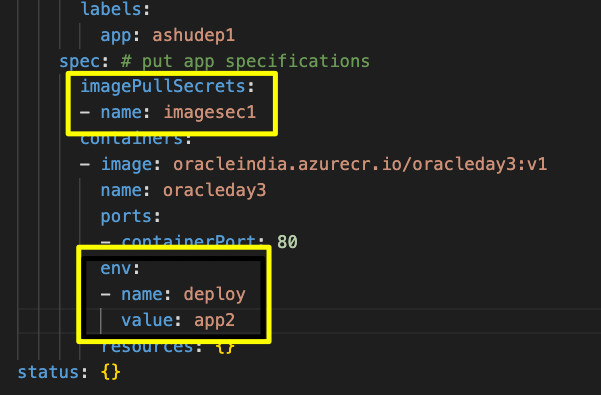 labels:
app: ashudep1
spec: # put app specifications
imagePullSecrets:
- name: imagesec1
containers:
- image: oracleindia.azurecr.io/oracleday3:v1
name: oracleday3
ports:
- containerPort: 80
env:
- name: deploy
value: app2
resources: {}
status: {}